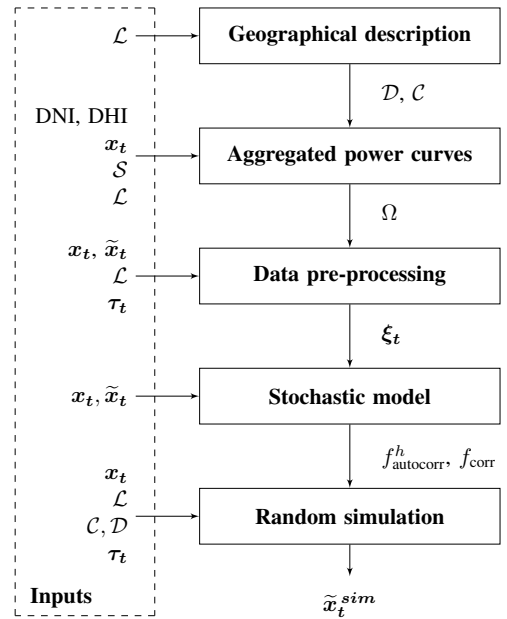 ℒ
Geographical description
𝒟, 𝒞
DNI, DHI
x_t
𝒮
ℒ
Aggregated power curves
Ω
x_t, x̃_t
ℒ
τ_t
Data pre-processing
ξ_t
x_t, x̃_t
Stochastic model
f^h_autocorr, f_corr
x_t
ℒ
𝒞, 𝒟
τ_t
Random simulation
Inputs
x̃_t^sim